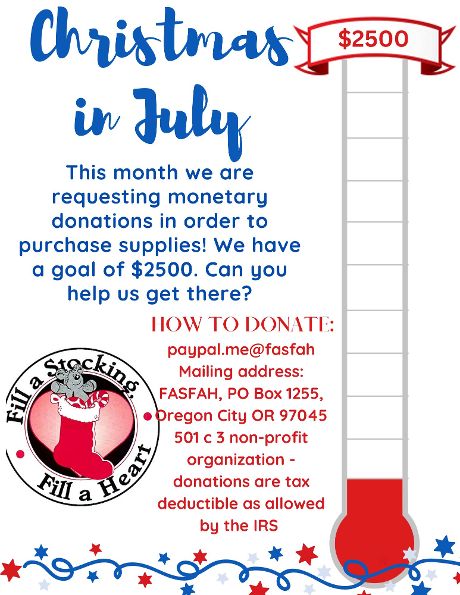 Christmas
in July
$2500
This month we are
requesting monetary
donations in order to
purchase supplies! We have
a goal of $2500. Can you
help us get there?
HOW TO DONATE:
paypal.me@fasfah
Mailing address:
FASFAH, PO Box 1255,
Oregon City OR 97045
501 c 3 non-profit
organization -
donations are tax
deductible as allowed
by the IRS
Fill a Stocking,
Fill a Heart